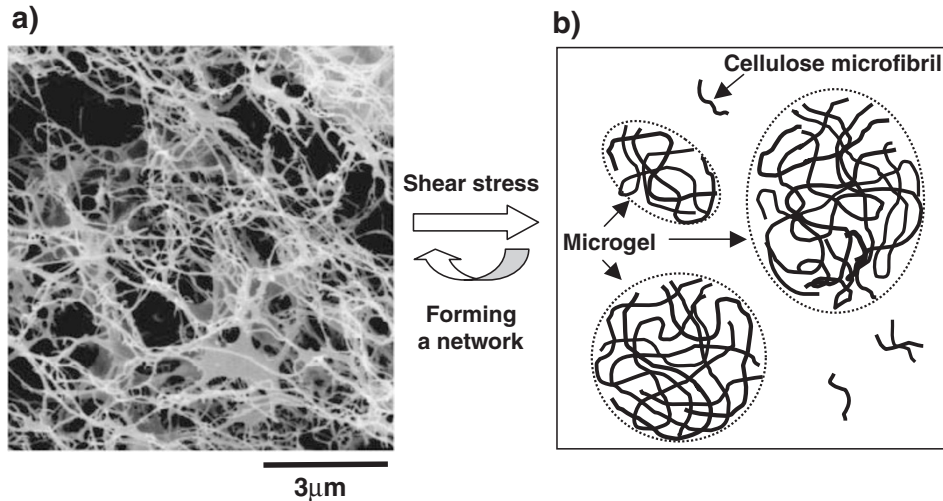 a)
b)
Cellulose microfibril
Shear stress
Microgel
Forming
a network
3μm